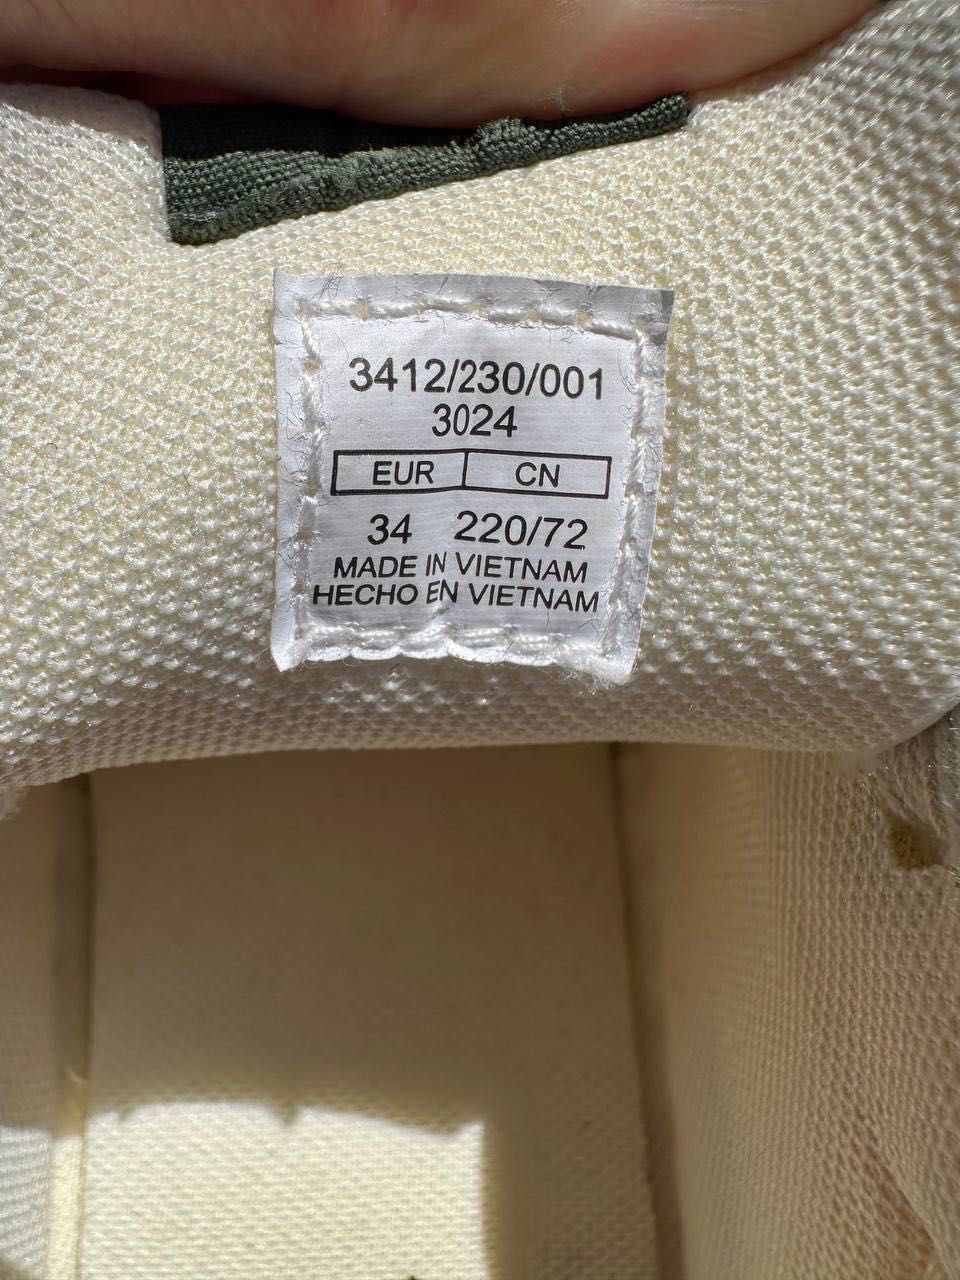 3412/230/001
3024
EUR CN
34 220/72
MADE IN VIETNAM
HECHO EN VIETNAM